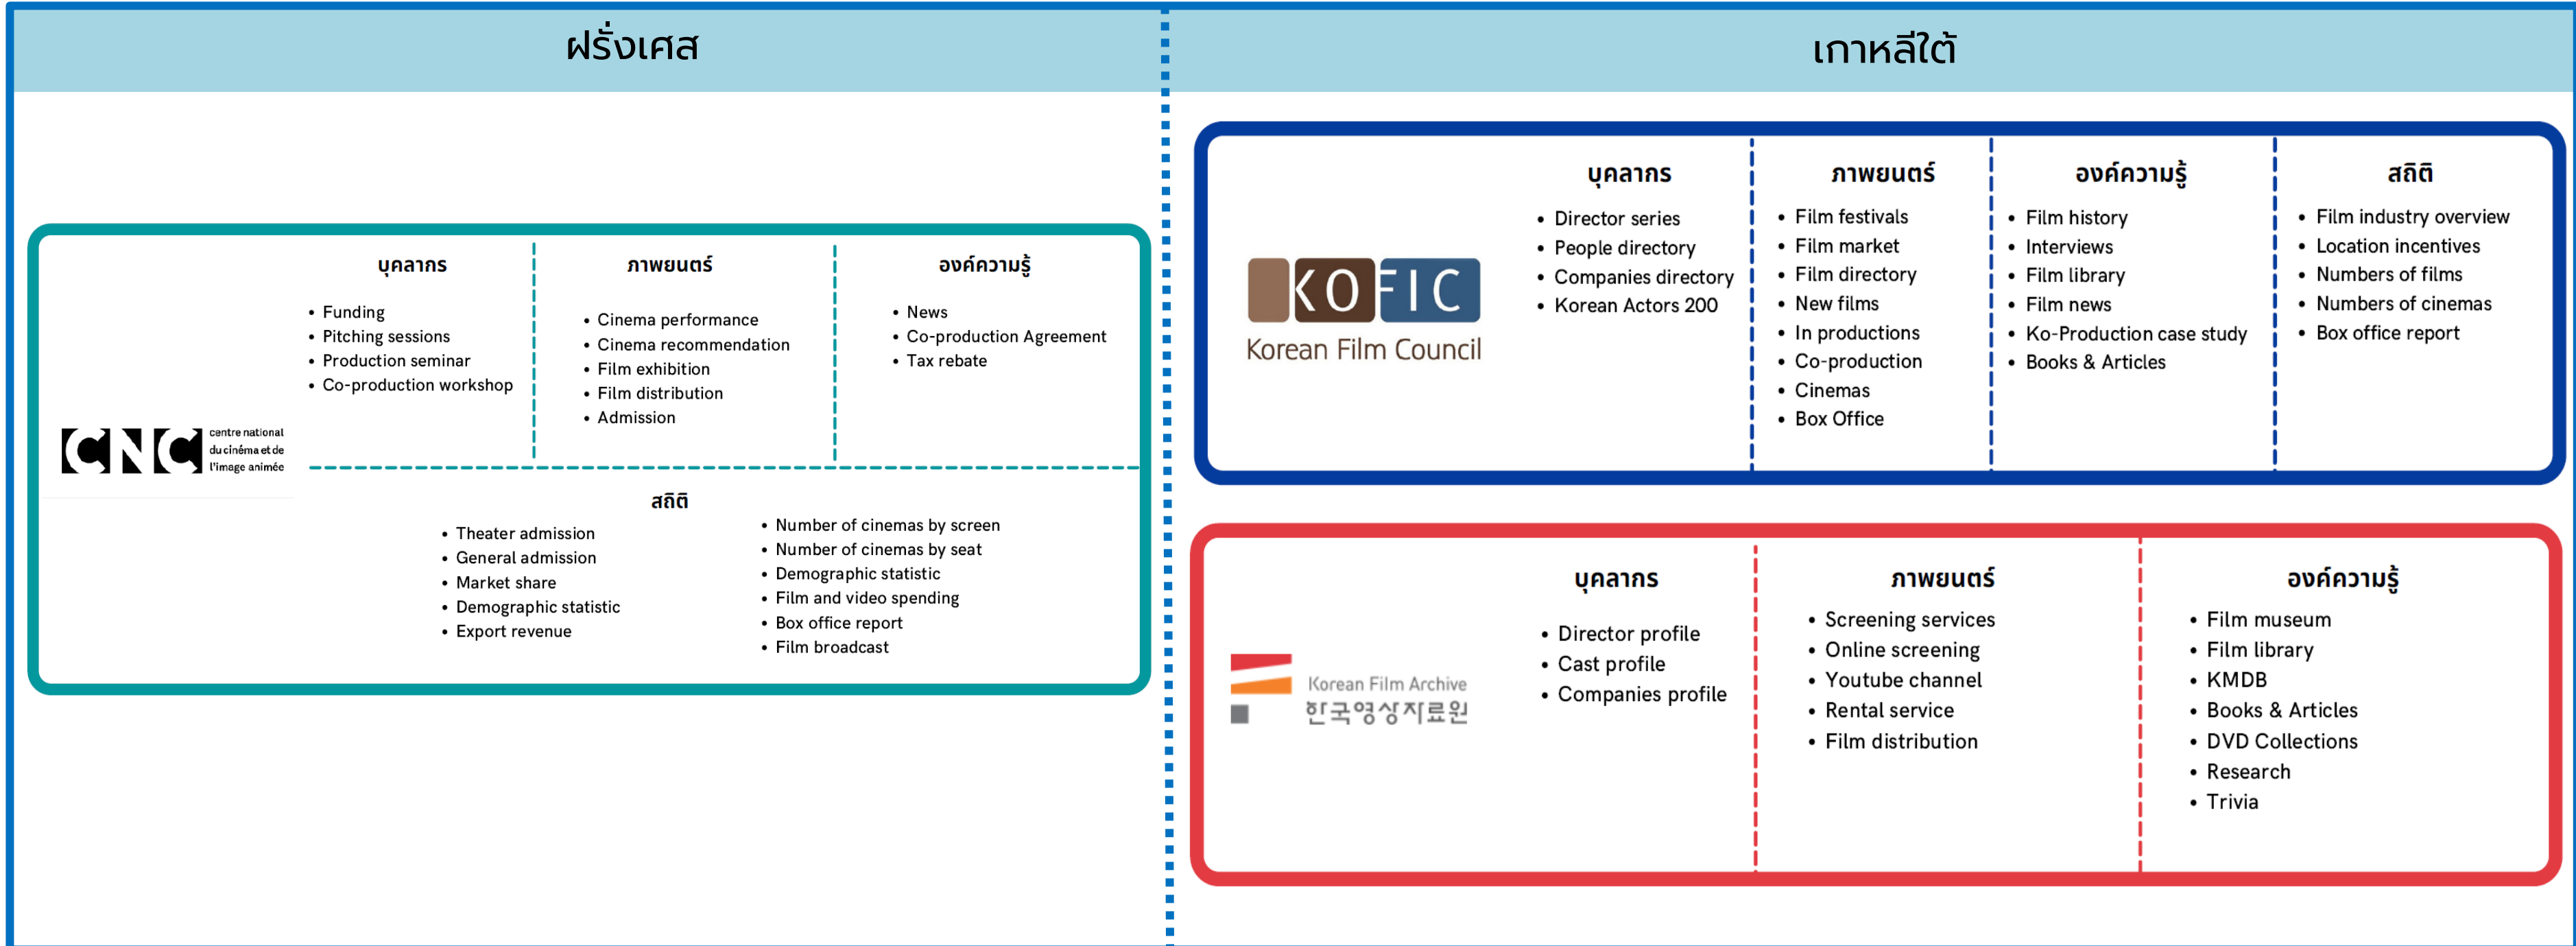 ฝรั่งเศส
เกาหลีใต้
CNC
centre national
du cinéma et de
l'image animée
บุคลากร
• Funding
• Pitching sessions
• Production seminar
• Co-production workshop
ภาพยนตร์
• Cinema performance
• Cinema recommendation
• Film exhibition
• Film distribution
• Admission
องค์ความรู้
• News
• Co-production Agreement
• Tax rebate
สถิติ
• Theater admission
• General admission
• Market share
• Demographic statistic
• Export revenue
• Number of cinemas by screen
• Number of cinemas by seat
• Demographic statistic
• Film and video spending
• Box office report
• Film broadcast
KOFIC
Korean Film Council
บุคลากร
• Director series
• People directory
• Companies directory
• Korean Actors 200
ภาพยนตร์
• Film festivals
• Film market
• Film directory
• New films
• In productions
• Co-production
• Cinemas
• Box Office
องค์ความรู้
• Film history
• Interviews
• Film library
• Film news
• Ko-Production case study
• Books & Articles
สถิติ
• Film industry overview
• Location incentives
• Numbers of films
• Numbers of cinemas
• Box office report
Korean Film Archive
한국영상자료원
บุคลากร
• Director profile
• Cast profile
• Companies profile
ภาพยนตร์
• Screening services
• Online screening
• Youtube channel
• Rental service
• Film distribution
องค์ความรู้
• Film museum
• Film library
• KMDB
• Books & Articles
• DVD Collections
• Research
• Trivia